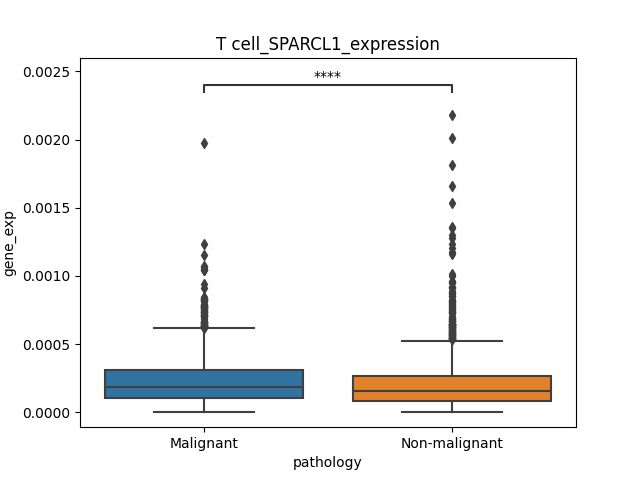 T cell_SPARCL1_expression
****
0.0025
0.0020
0.0015
0.0010
0.0005
0.0000
gene_exp
Malignant
Non-malignant
pathology